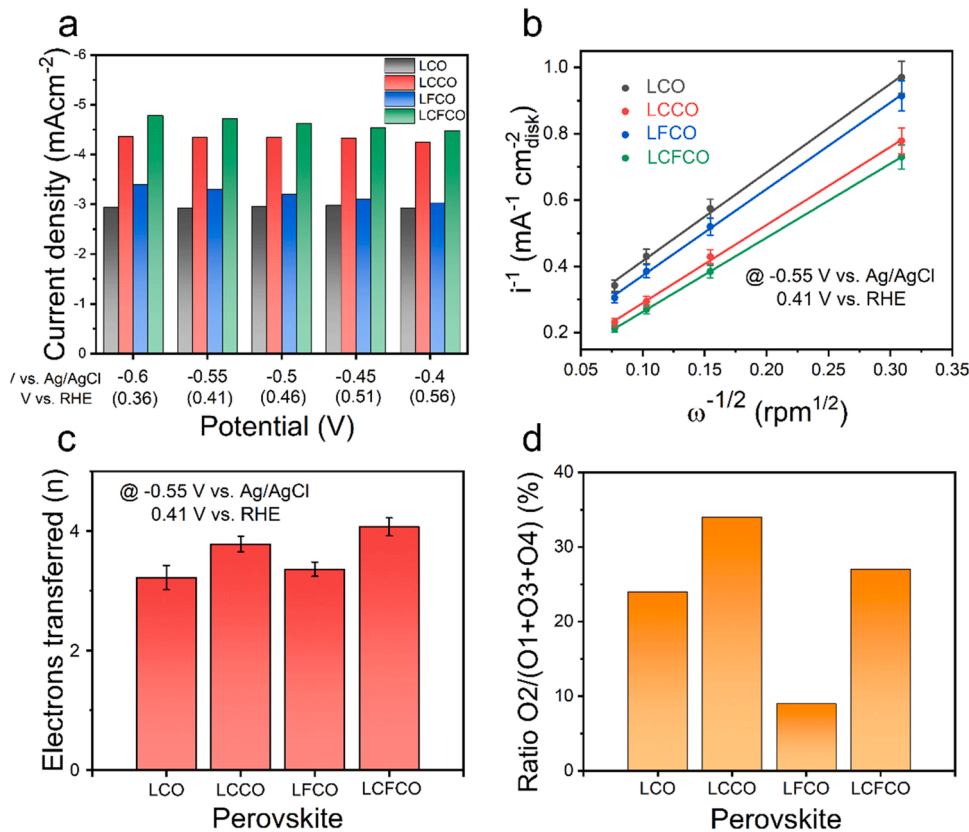 a
Current density (mAcm-2)
-6
-5
-4
-3
-2
-1
0
LCO
LCCO
LFCO
LCFCO
/ vs. Ag/AgCl -0.6 -0.55 -0.5 -0.45 -0.4
V vs. RHE (0.36) (0.41) (0.46) (0.51) (0.56)
Potential (V)
b
i-1 (mA-1 cm-2disk)
1.0
0.8
0.6
0.4
0.2
LCO
LCCO
LFCO
LCFCO
@ -0.55 V vs. Ag/AgCl
0.41 V vs. RHE
0.05 0.10 0.15 0.20 0.25 0.30 0.35
ω-1/2 (rpm1/2)
c
Electrons transferred (n)
4
2
0
@ -0.55 V vs. Ag/AgCl
0.41 V vs. RHE
LCO LCCO LFCO LCFCO
Perovskite
d
Ratio O2/(O1+O3+O4) (%)
40
30
20
10
0
LCO LCCO LFCO LCFCO
Perovskite